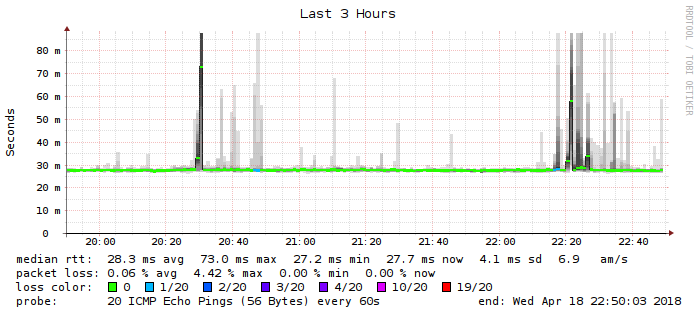 Last 3 Hours
RRDTOOL / TOBI OETIKER
Seconds
80 m
70 m
60 m
50 m
40 m
30 m
20 m
10 m
0
20:00 20:20 20:40 21:00 21:20 21:40 22:00 22:20 22:40
median rtt: 28.3 ms avg 73.0 ms max 27.2 ms min 27.7 ms now 4.1 ms sd 6.9 am/s
packet loss: 0.06 % avg 4.42 % max 0.00 % min 0.00 % now
loss color: 0 1/20 2/20 3/20 4/20 10/20 19/20
probe: 20 ICMP Echo Pings (56 Bytes) every 60s end: Wed Apr 18 22:50:03 2018